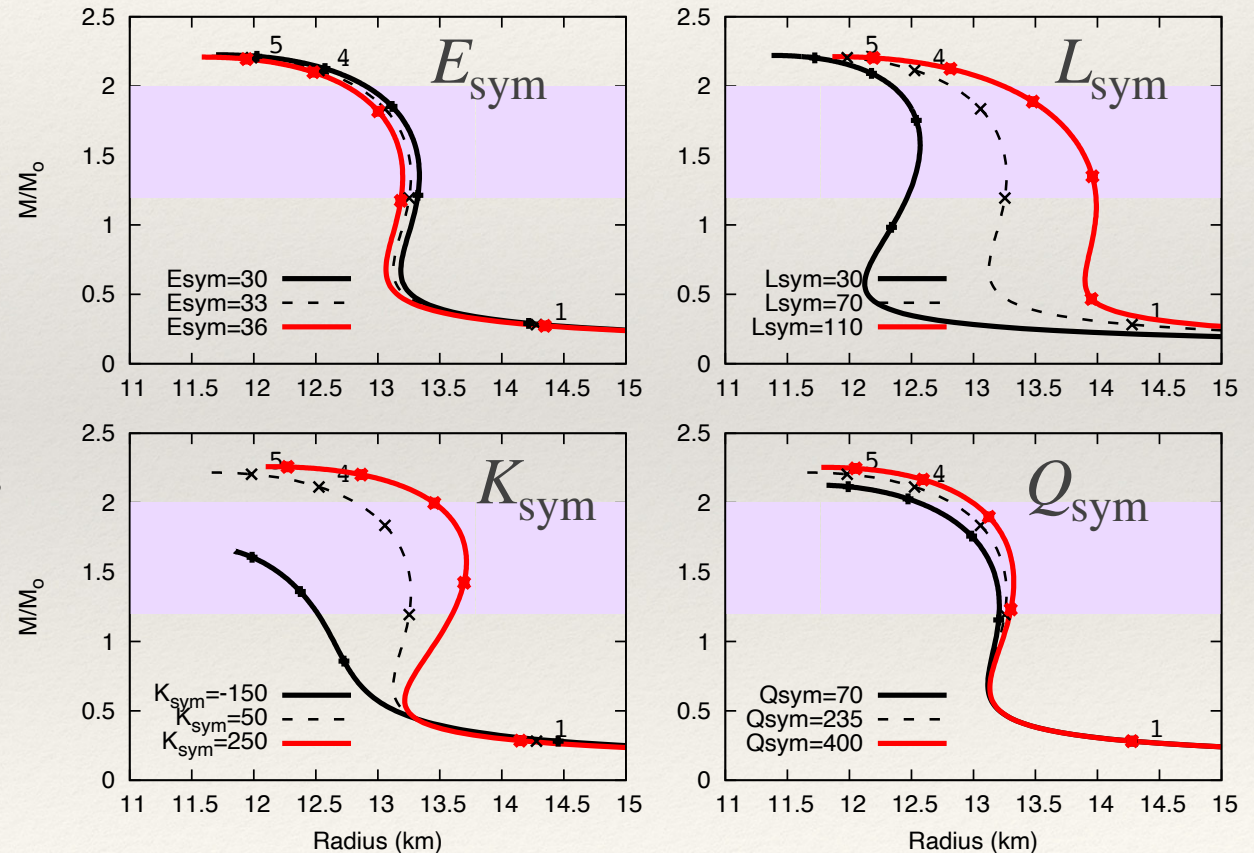 2.5
2
1.5
1
0.5
0
M/M₀
5
4
E_sym
Esym=30
Esym=33
Esym=36
1
11 11.5 12 12.5 13 13.5 14 14.5 15
2.5
2
1.5
1
0.5
0
5
4
L_sym
Lsym=30
Lsym=70
Lsym=110
1
11 11.5 12 12.5 13 13.5 14 14.5 15
2.5
2
1.5
1
0.5
0
M/M₀
5
4
K_sym
K_sym=-150
K_sym=50
K_sym=250
1
11 11.5 12 12.5 13 13.5 14 14.5 15
Radius (km)
2.5
2
1.5
1
0.5
0
5
4
Q_sym
Qsym=70
Qsym=235
Qsym=400
1
11 11.5 12 12.5 13 13.5 14 14.5 15
Radius (km)